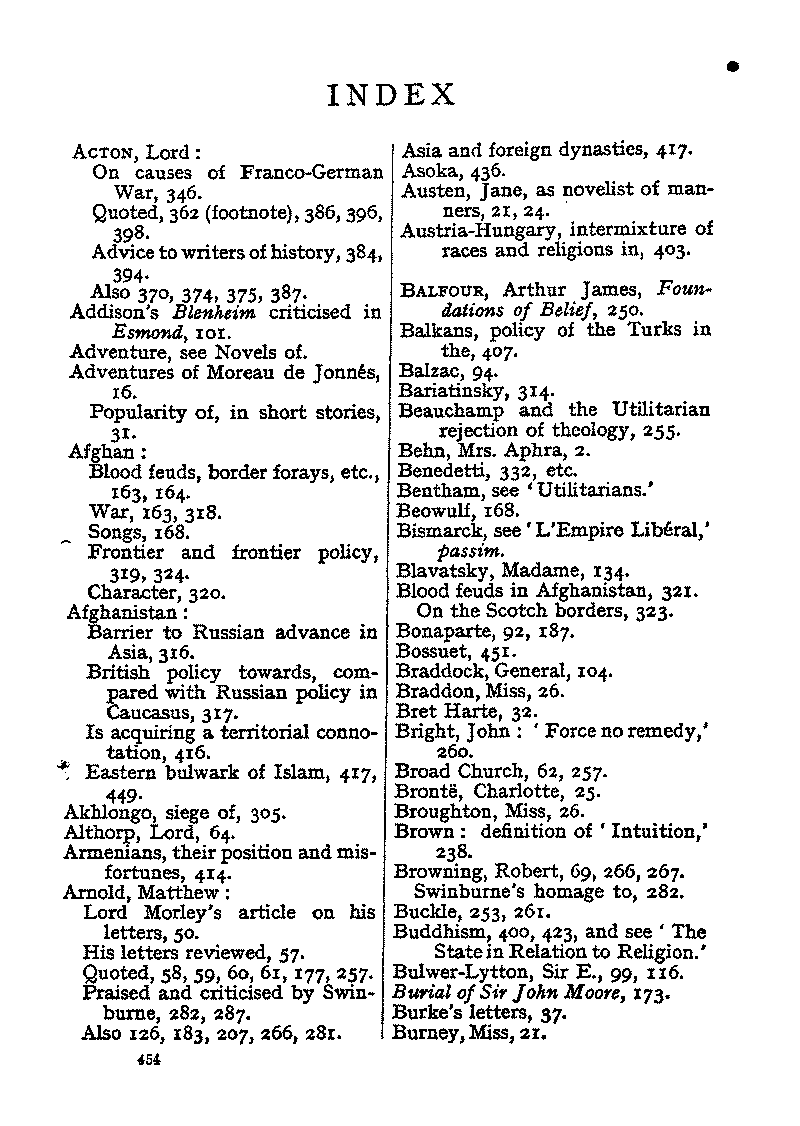 INDEX
ACTON, Lord :
On causes of Franco-German
War, 346.
Quoted, 362 (footnote), 386, 396,
398.
Advice to writers of history, 384,
394.
Also 370, 374, 375, 387.
Addison's Blenheim criticised in
Esmond, 101.
Adventure, see Novels of.
Adventures of Moreau de Jonnés,
16.
Popularity of, in short stories,
31.
Afghan :
Blood feuds, border forays, etc.,
163, 164.
War, 163, 318.
Songs, 168.
Frontier and frontier policy,
319, 324.
Character, 320.
Afghanistan :
Barrier to Russian advance in
Asia, 316.
British policy towards, com-
pared with Russian policy in
Caucasus, 317.
Is acquiring a territorial conno-
tation, 416.
Eastern bulwark of Islam, 417,
449.
Akhlongo, siege of, 305.
Althorp, Lord, 64.
Armenians, their position and mis-
fortunes, 414.
Arnold, Matthew :
Lord Morley's article on his
letters, 50.
His letters reviewed, 57.
Quoted, 58, 59, 60, 61, 177, 257.
Praised and criticised by Swin-
burne, 282, 287.
Also 126, 183, 207, 266, 281.
Asia and foreign dynasties, 417.
Asoka, 436.
Austen, Jane, as novelist of man-
ners, 21, 24.
Austria-Hungary, intermixture of
races and religions in, 403.
BALFOUR, Arthur James, Foun-
dations of Belief, 250.
Balkans, policy of the Turks in
the, 407.
Balzac, 94.
Bariatinsky, 314.
Beauchamp and the Utilitarian
rejection of theology, 255.
Behn, Mrs. Aphra, 2.
Benedetti, 332, etc.
Bentham, see ‘ Utilitarians.’
Beowulf, 168.
Bismarck, see ‘ L'Empire Libéral,’
passim.
Blavatsky, Madame, 134.
Blood feuds in Afghanistan, 321.
On the Scotch borders, 323.
Bonaparte, 92, 187.
Bossuet, 451.
Braddock, General, 104.
Braddon, Miss, 26.
Bret Harte, 32.
Bright, John : ‘ Force no remedy,’
260.
Broad Church, 62, 257.
Brontë, Charlotte, 25.
Broughton, Miss, 26.
Brown : definition of ‘ Intuition,’
238.
Browning, Robert, 69, 266, 267.
Swinburne's homage to, 282.
Buckle, 253, 261.
Buddhism, 400, 423, and see ‘ The
State in Relation to Religion.’
Bulwer-Lytton, Sir E., 99, 116.
Burial of Sir John Moore, 173.
Burke's letters, 37.
Burney, Miss, 21.
454